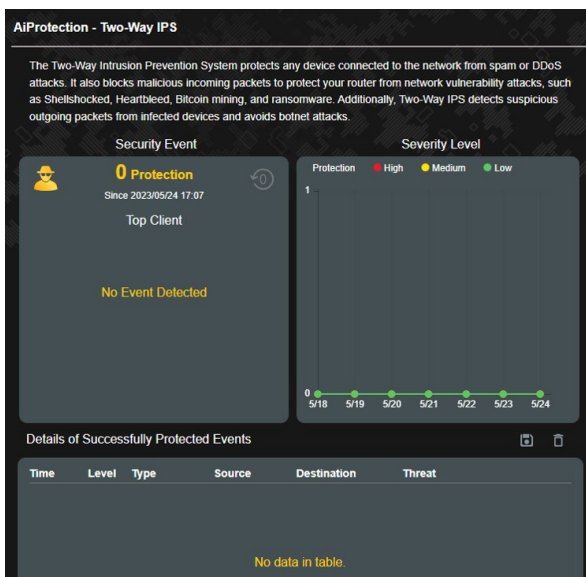 AiProtection - Two-Way IPS
The Two-Way Intrusion Prevention System protects any device connected to the network from spam or DDoS
attacks. It also blocks malicious incoming packets to protect your router from network vulnerability attacks, such
as Shellshocked, Heartbleed, Bitcoin mining, and ransomware. Additionally, Two-Way IPS detects suspicious
outgoing packets from infected devices and avoids botnet attacks.
Security Event
0 Protection
0
Since 2023/05/24 17:07
Top Client
No Event Detected
Severity Level
Protection High Medium Low
1
0
5/18 5/19 5/20 5/21 5/22 5/23 5/24
Details of Successfully Protected Events
Time Level Type Source Destination Threat
No data in table.